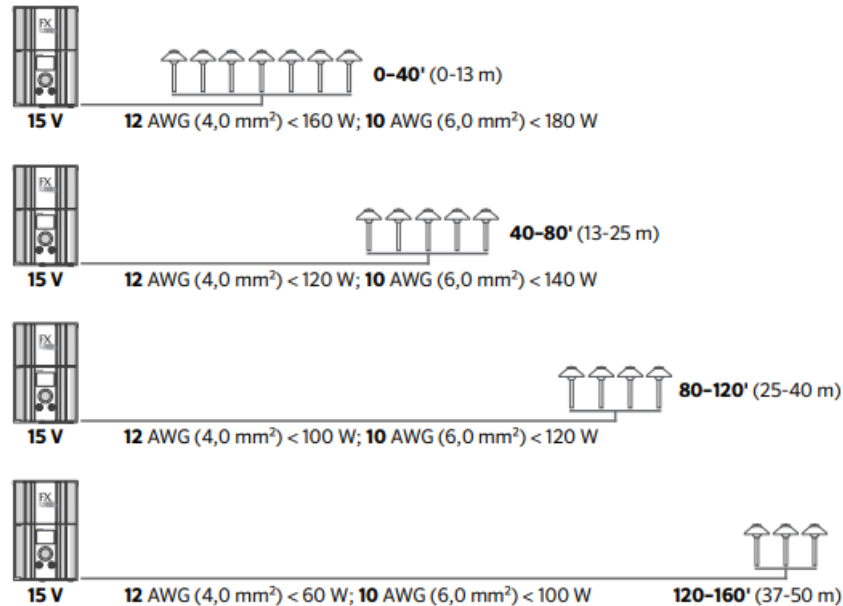 FX
0–40' (0-13 m)
15 V
12 AWG (4,0 mm²) < 160 W; 10 AWG (6,0 mm²) < 180 W
FX
40–80' (13-25 m)
15 V
12 AWG (4,0 mm²) < 120 W; 10 AWG (6,0 mm²) < 140 W
FX
80–120' (25-40 m)
15 V
12 AWG (4,0 mm²) < 100 W; 10 AWG (6,0 mm²) < 120 W
FX
15 V
12 AWG (4,0 mm²) < 60 W; 10 AWG (6,0 mm²) < 100 W
120–160' (37-50 m)